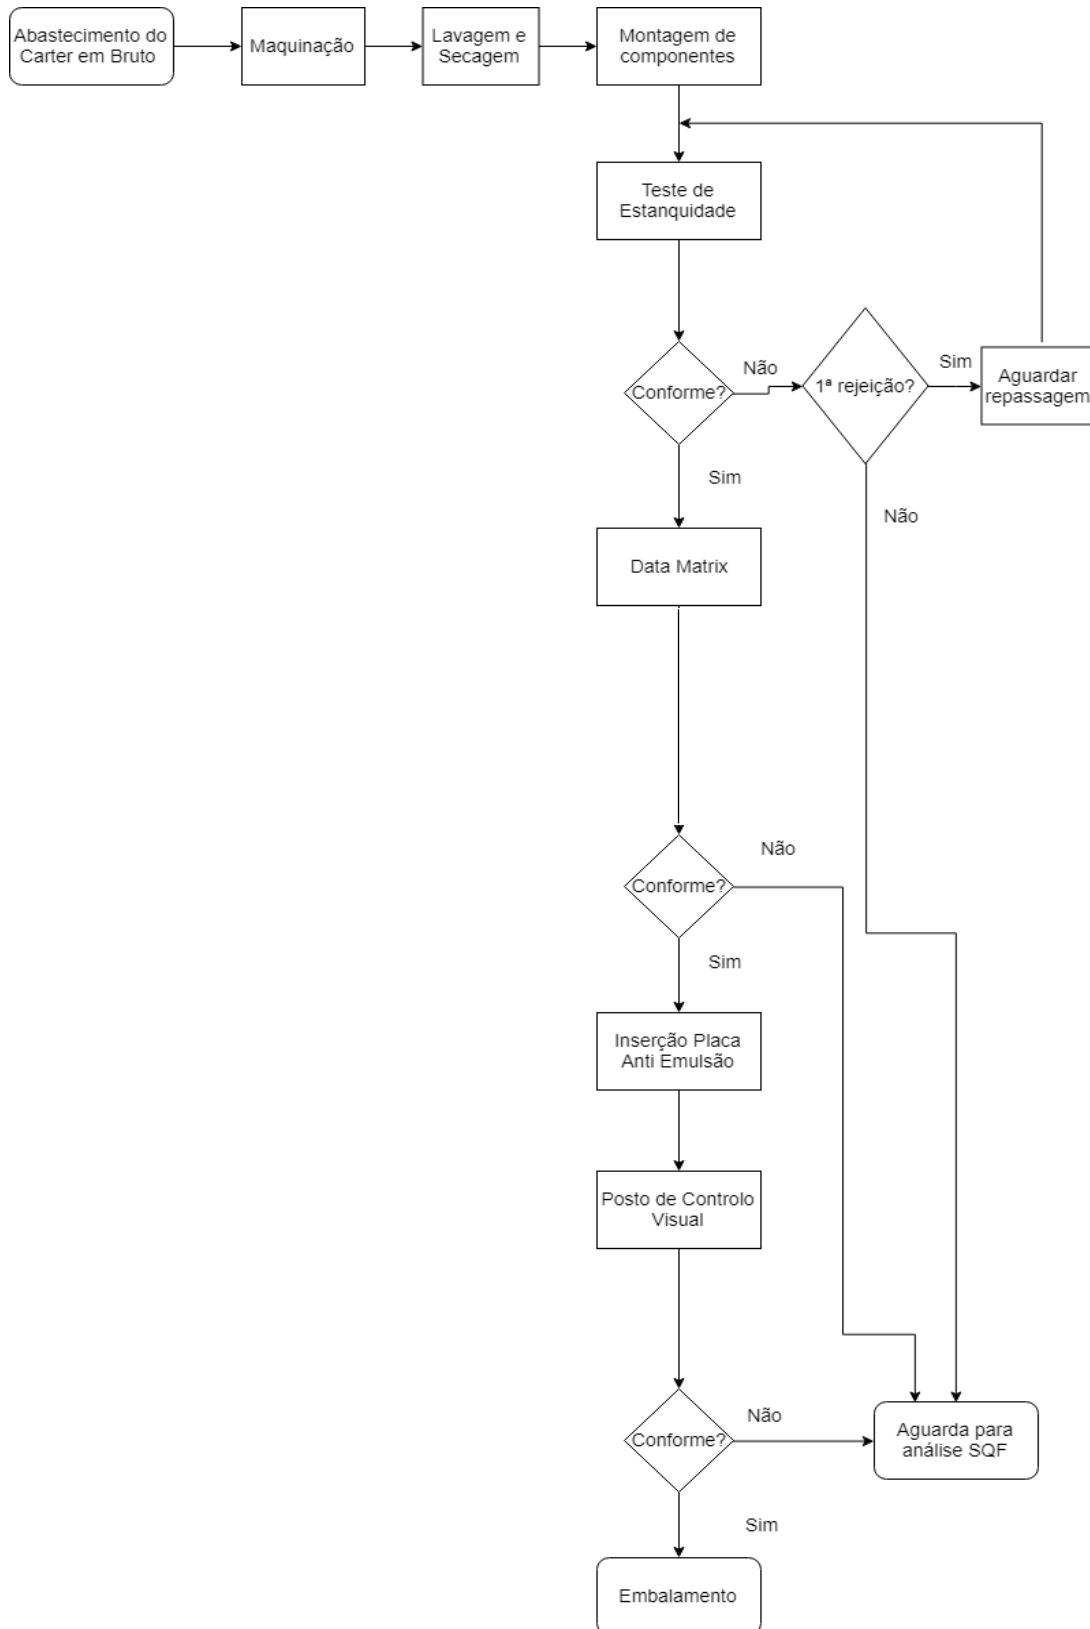 Abastecimento do
Carter em Bruto
Maquinação
Lavagem e
Secagem
Montagem de
componentes
Teste de
Estanquidade
Conforme?
Não
1ª rejeição?
Sim
Aguardar
repassagem
Sim
Não
Data Matrix
Conforme?
Não
Sim
Inserção Placa
Anti Emulsão
Posto de Controlo
Visual
Conforme?
Não
Aguarda para
análise SQF
Sim
Embalamento